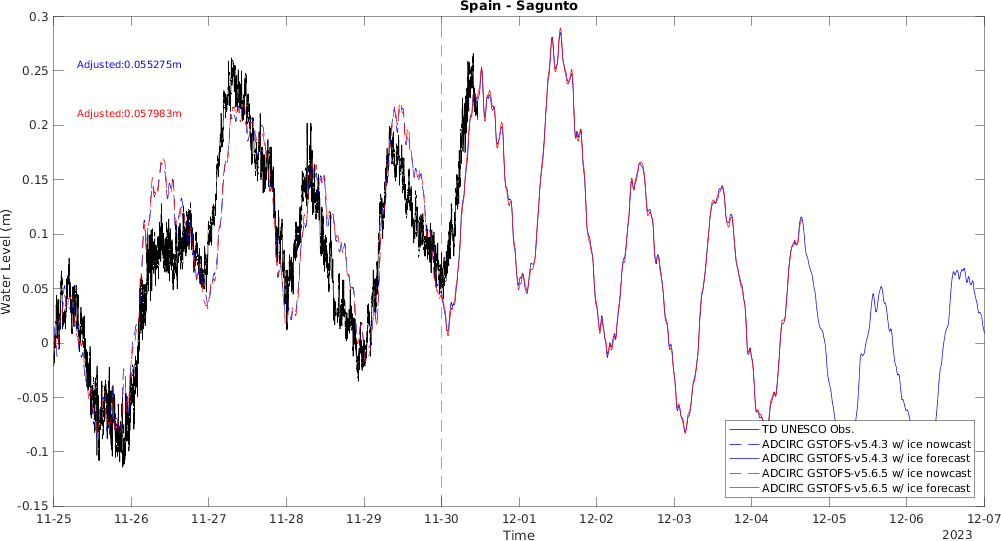 Spain - Sagunto
Adjusted:0.055275m
Adjusted:0.057983m
Water Level (m)
0.3
0.25
0.2
0.15
0.1
0.05
0
-0.05
-0.1
-0.15
TD UNESCO Obs.
ADCIRC GSTOFS-v5.4.3 w/ ice nowcast
ADCIRC GSTOFS-v5.4.3 w/ ice forecast
ADCIRC GSTOFS-v5.6.5 w/ ice nowcast
ADCIRC GSTOFS-v5.6.5 w/ ice forecast
11-25 11-26 11-27 11-28 11-29 11-30 12-01 12-02 12-03 12-04 12-05 12-06 12-07
Time
2023